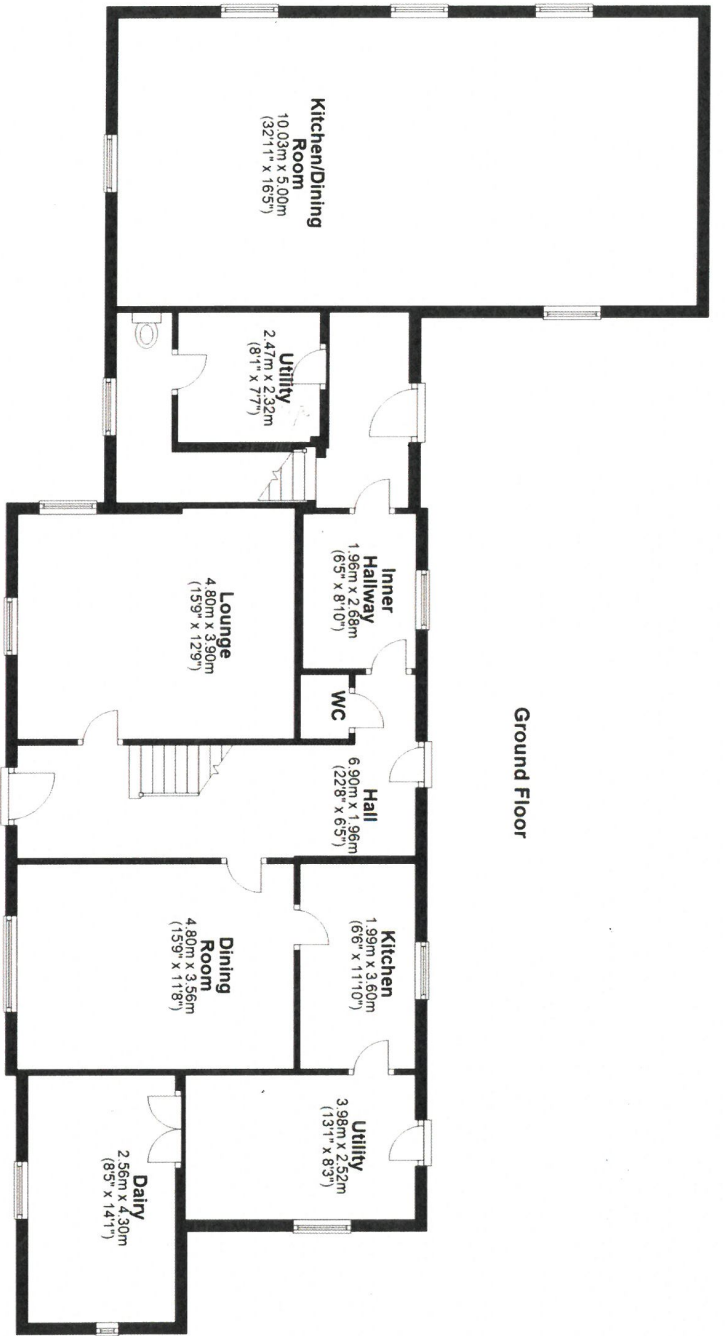 Ground Floor
Kitchen/Dining
Room
10.03m x 5.00m
(32'11" x 16'5")
Utility
2.47m x 2.32m
(8'1" x 7'7")
Inner
Hallway
1.96m x 2.68m
(6'5" x 8'10")
Lounge
4.80m x 3.90m
(15'9" x 12'9")
WC
Hall
6.90m x 1.96m
(22'8" x 6'5")
Kitchen
1.99m x 3.60m
(6'6" x 11'10")
Dining
Room
4.80m x 3.56m
(15'9" x 11'8")
Utility
3.98m x 2.52m
(13'1" x 8'3")
Dairy
2.56m x 4.30m
(8'5" x 14'1")